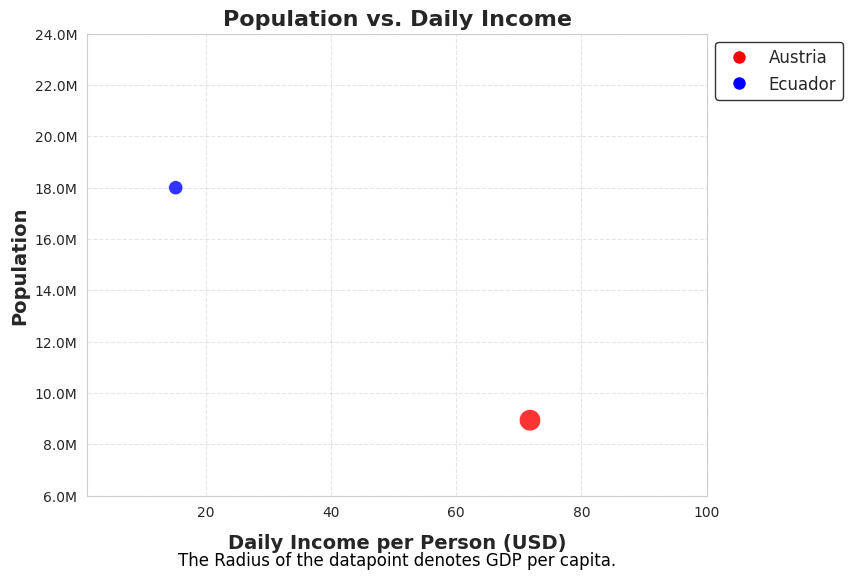 Population vs. Daily Income
24.0M
22.0M
20.0M
18.0M
16.0M
14.0M
12.0M
10.0M
8.0M
6.0M
Population
20 40 60 80 100
Daily Income per Person (USD)
The Radius of the datapoint denotes GDP per capita.
Austria
Ecuador